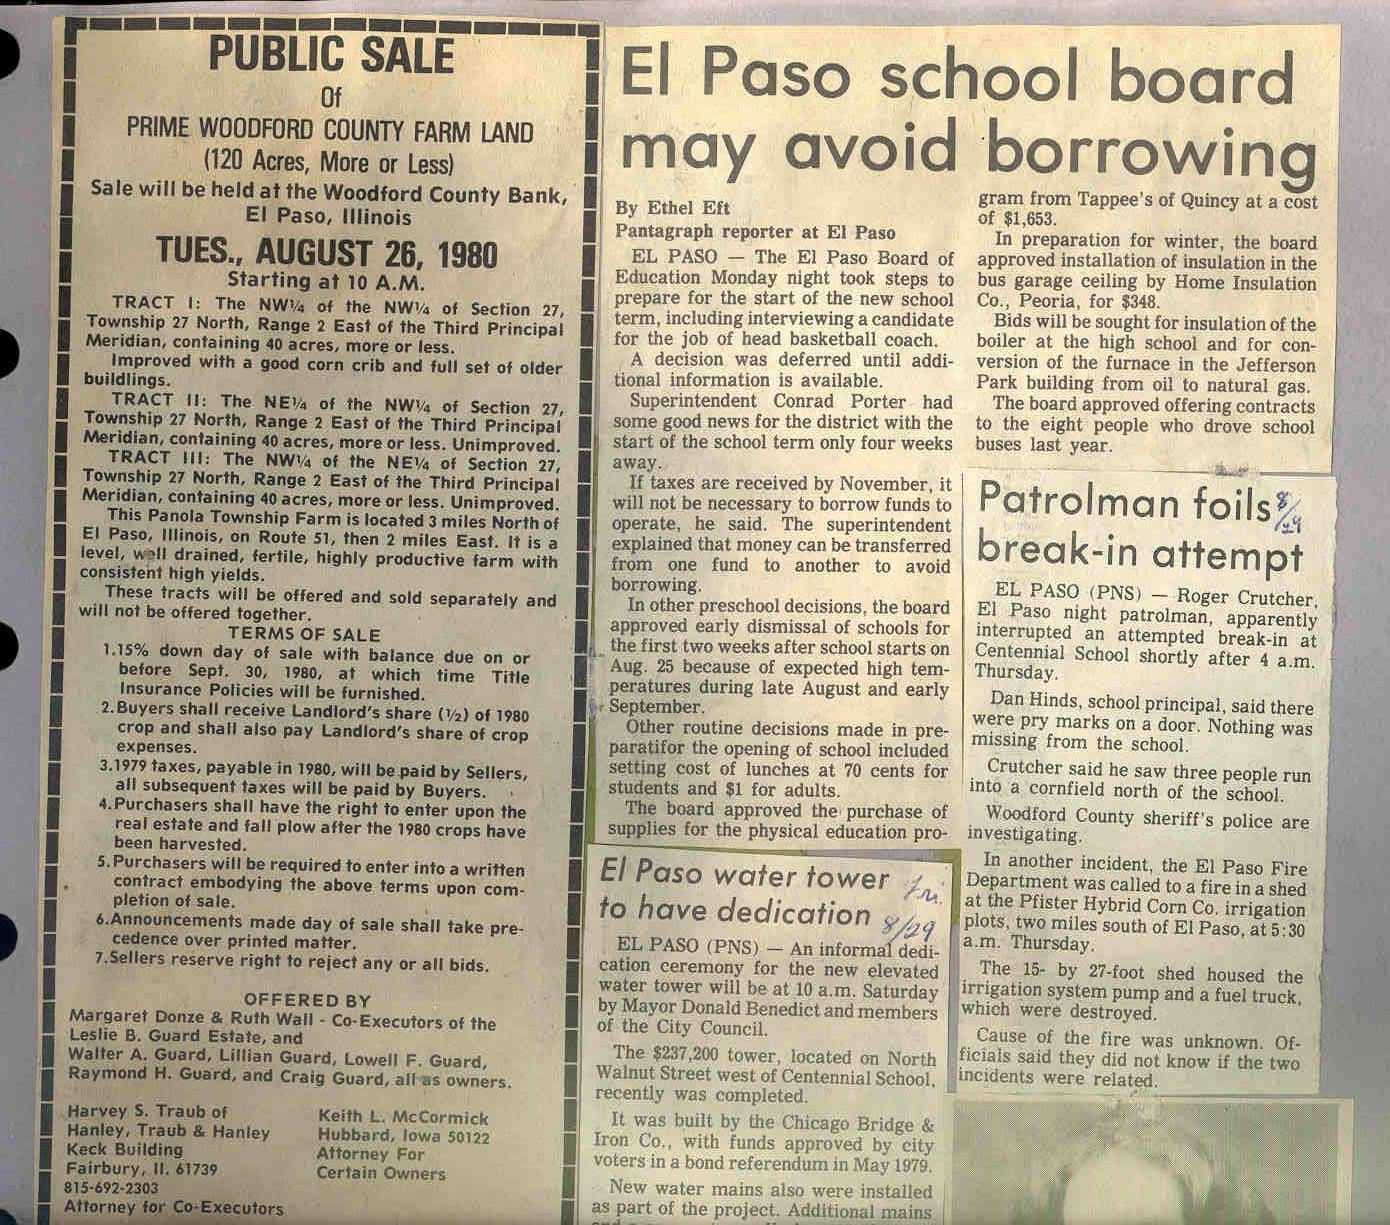 PUBLIC SALE
Of
PRIME WOODFORD COUNTY FARM LAND
(120 Acres, More or Less)
Sale will be held at the Woodford County Bank,
El Paso, Illinois
TUES., AUGUST 26, 1980
Starting at 10 A.M.
TRACT I: The NW¼ of the NW¼ of Section 27,
Township 27 North, Range 2 East of the Third Principal
Meridian, containing 40 acres, more or less.
Improved with a good corn crib and full set of older
buildlings.
TRACT II: The NE¼ of the NW¼ of Section 27,
Township 27 North, Range 2 East of the Third Principal
Meridian, containing 40 acres, more or less. Unimproved.
TRACT III: The NW¼ of the NE¼ of Section 27,
Township 27 North, Range 2 East of the Third Principal
Meridian, containing 40 acres, more or less. Unimproved.
This Panola Township Farm is located 3 miles North of
El Paso, Illinois, on Route 51, then 2 miles East. It is a
level, well drained, fertile, highly productive farm with
consistent high yields.
These tracts will be offered and sold separately and
will not be offered together.
TERMS OF SALE
1.15% down day of sale with balance due on or
before Sept. 30, 1980, at which time Title
Insurance Policies will be furnished.
2.Buyers shall receive Landlord's share (½) of 1980
crop and shall also pay Landlord's share of crop
expenses.
3.1979 taxes, payable in 1980, will be paid by Sellers,
all subsequent taxes will be paid by Buyers.
4.Purchasers shall have the right to enter upon the
real estate and fall plow after the 1980 crops have
been harvested.
5.Purchasers will be required to enter into a written
contract embodying the above terms upon com-
pletion of sale.
6.Announcements made day of sale shall take pre-
cedence over printed matter.
7.Sellers reserve right to reject any or all bids.
OFFERED BY
Margaret Donze & Ruth Wall - Co-Executors of the
Leslie B. Guard Estate, and
Walter A. Guard, Lillian Guard, Lowell F. Guard,
Raymond H. Guard, and Craig Guard, all as owners.
Harvey S. Traub of
Hanley, Traub & Hanley
Keck Building
Fairbury, Il. 61739
815-692-2303
Attorney for Co-Executors
Keith L. McCormick
Hubbard, Iowa 50122
Attorney For
Certain Owners
El Paso school board
may avoid borrowing
By Ethel Eft
Pantagraph reporter at El Paso
EL PASO — The El Paso Board of
Education Monday night took steps to
prepare for the start of the new school
term, including interviewing a candidate
for the job of head basketball coach.
A decision was deferred until addi-
tional information is available.
Superintendent Conrad Porter had
some good news for the district with the
start of the school term only four weeks
away.
If taxes are received by November, it
will not be necessary to borrow funds to
operate, he said. The superintendent
explained that money can be transferred
from one fund to another to avoid
borrowing.
In other preschool decisions, the board
approved early dismissal of schools for
the first two weeks after school starts on
Aug. 25 because of expected high tem-
peratures during late August and early
September.
Other routine decisions made in pre-
paratifor the opening of school included
setting cost of lunches at 70 cents for
students and $1 for adults.
The board approved the purchase of
supplies for the physical education pro-
gram from Tappee's of Quincy at a cost
of $1,653.
In preparation for winter, the board
approved installation of insulation in the
bus garage ceiling by Home Insulation
Co., Peoria, for $348.
Bids will be sought for insulation of the
boiler at the high school and for con-
version of the furnace in the Jefferson
Park building from oil to natural gas.
The board approved offering contracts
to the eight people who drove school
buses last year.
El Paso water tower
to have dedication
Fri.
8/29
EL PASO (PNS) — An informal dedi-
cation ceremony for the new elevated
water tower will be at 10 a.m. Saturday
by Mayor Donald Benedict and members
of the City Council.
The $237,200 tower, located on North
Walnut Street west of Centennial School,
recently was completed.
It was built by the Chicago Bridge &
Iron Co., with funds approved by city
voters in a bond referendum in May 1979.
New water mains also were installed
as part of the project. Additional mains
Patrolman foils
break-in attempt
8/29
EL PASO (PNS) — Roger Crutcher,
El Paso night patrolman, apparently
interrupted an attempted break-in at
Centennial School shortly after 4 a.m.
Thursday.
Dan Hinds, school principal, said there
were pry marks on a door. Nothing was
missing from the school.
Crutcher said he saw three people run
into a cornfield north of the school.
Woodford County sheriff's police are
investigating.
In another incident, the El Paso Fire
Department was called to a fire in a shed
at the Pfister Hybrid Corn Co. irrigation
plots, two miles south of El Paso, at 5:30
a.m. Thursday.
The 15- by 27-foot shed housed the
irrigation system pump and a fuel truck,
which were destroyed.
Cause of the fire was unknown. Of-
ficials said they did not know if the two
incidents were related.